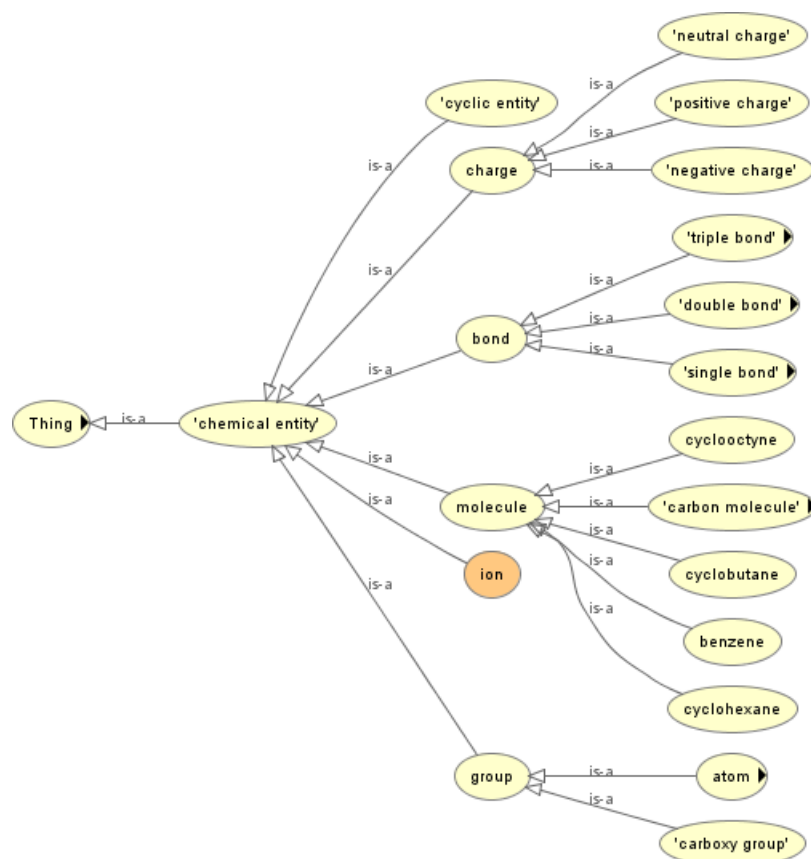 'neutral charge'
is-a
'cyclic entity'
'positive charge'
is-a
is-a
charge
is-a
'negative charge'
'triple bond'
is-a
is-a
'double bond'
is-a
bond
is-a
is-a
'single bond'
Thing
is-a
'chemical entity'
cyclooctyne
is-a
is-a
molecule
is-a
is-a
'carbon molecule'
is-a
is-a
ion
cyclobutane
is-a
is-a
benzene
cyclohexane
group
is-a
atom
is-a
'carboxy group'